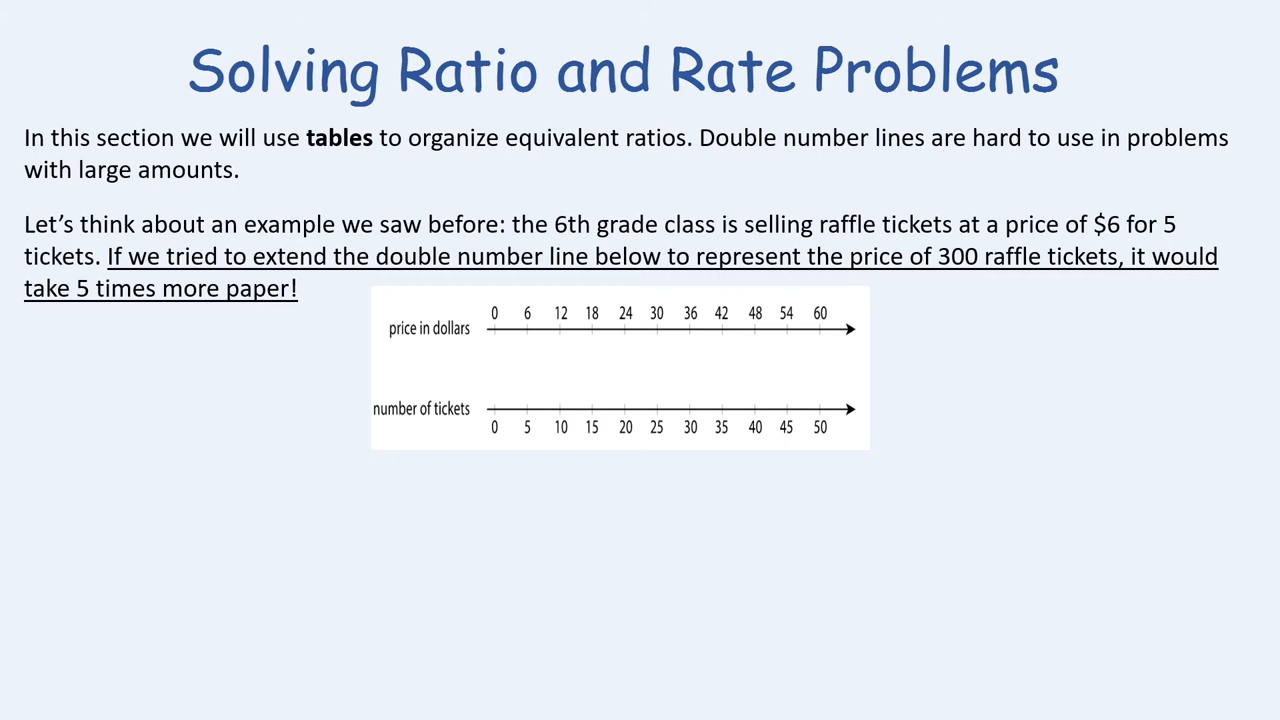 Solving Ratio and Rate Problems
In this section we will use tables to organize equivalent ratios. Double number lines are hard to use in problems
with large amounts.
Let’s think about an example we saw before: the 6th grade class is selling raffle tickets at a price of $6 for 5
tickets. If we tried to extend the double number line below to represent the price of 300 raffle tickets, it would
take 5 times more paper!
0 6 12 18 24 30 36 42 48 54 60
price in dollars
number of tickets
0 5 10 15 20 25 30 35 40 45 50